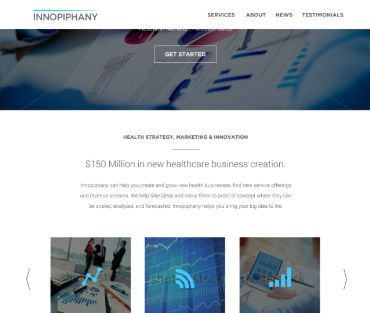 INNOPIPHANY
SERVICES ABOUT NEWS TESTIMONIALS
GET STARTED
HEALTH STRATEGY, MARKETING & INNOVATION
$150 Million in new healthcare business creation.
Innopiphany can help you create and grow new health businesses, find new service offerings
and revenue streams. We help take ideas and move them to proof of concept where they can
be scaled, analyzed, and forecasted. Innopiphany helps you bring your big idea to life.